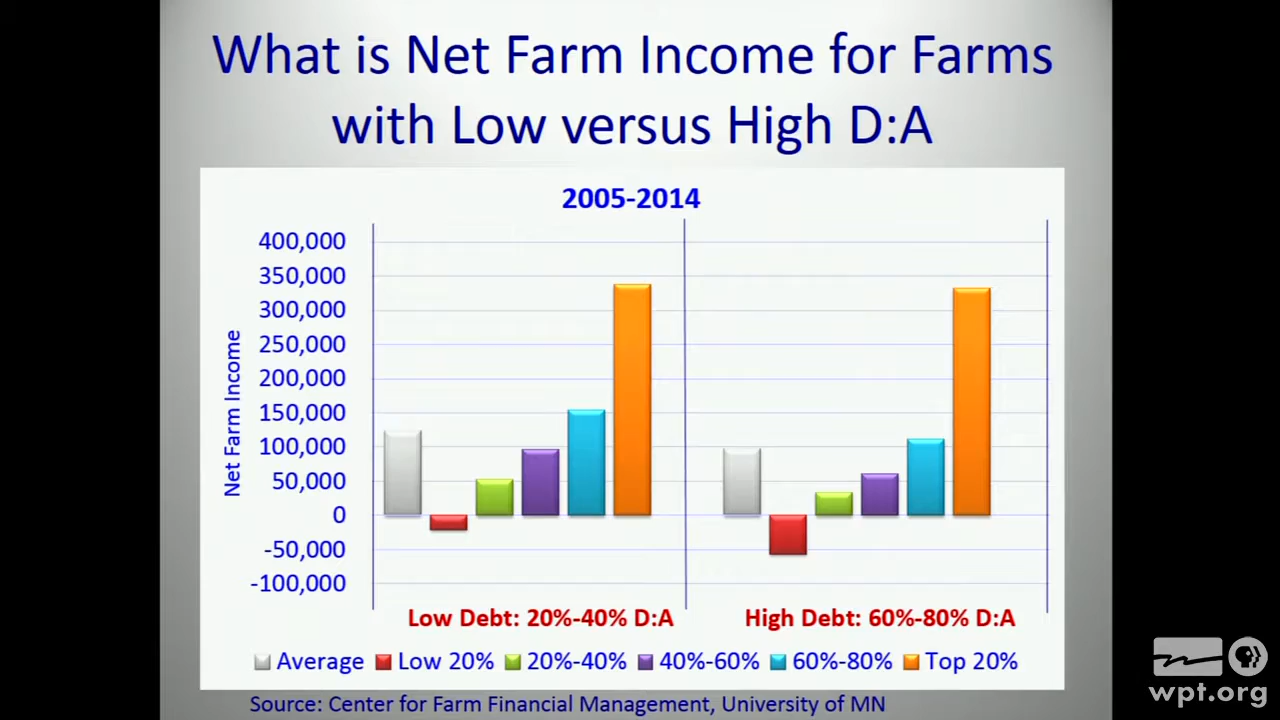 What is Net Farm Income for Farms
with Low versus High D:A
2005-2014
Net Farm Income
400,000
350,000
300,000
250,000
200,000
150,000
100,000
50,000
0
-50,000
-100,000
Low Debt: 20%-40% D:A
High Debt: 60%-80% D:A
Average Low 20% 20%-40% 40%-60% 60%-80% Top 20%
Source: Center for Farm Financial Management, University of MN
PBS
wpt.org